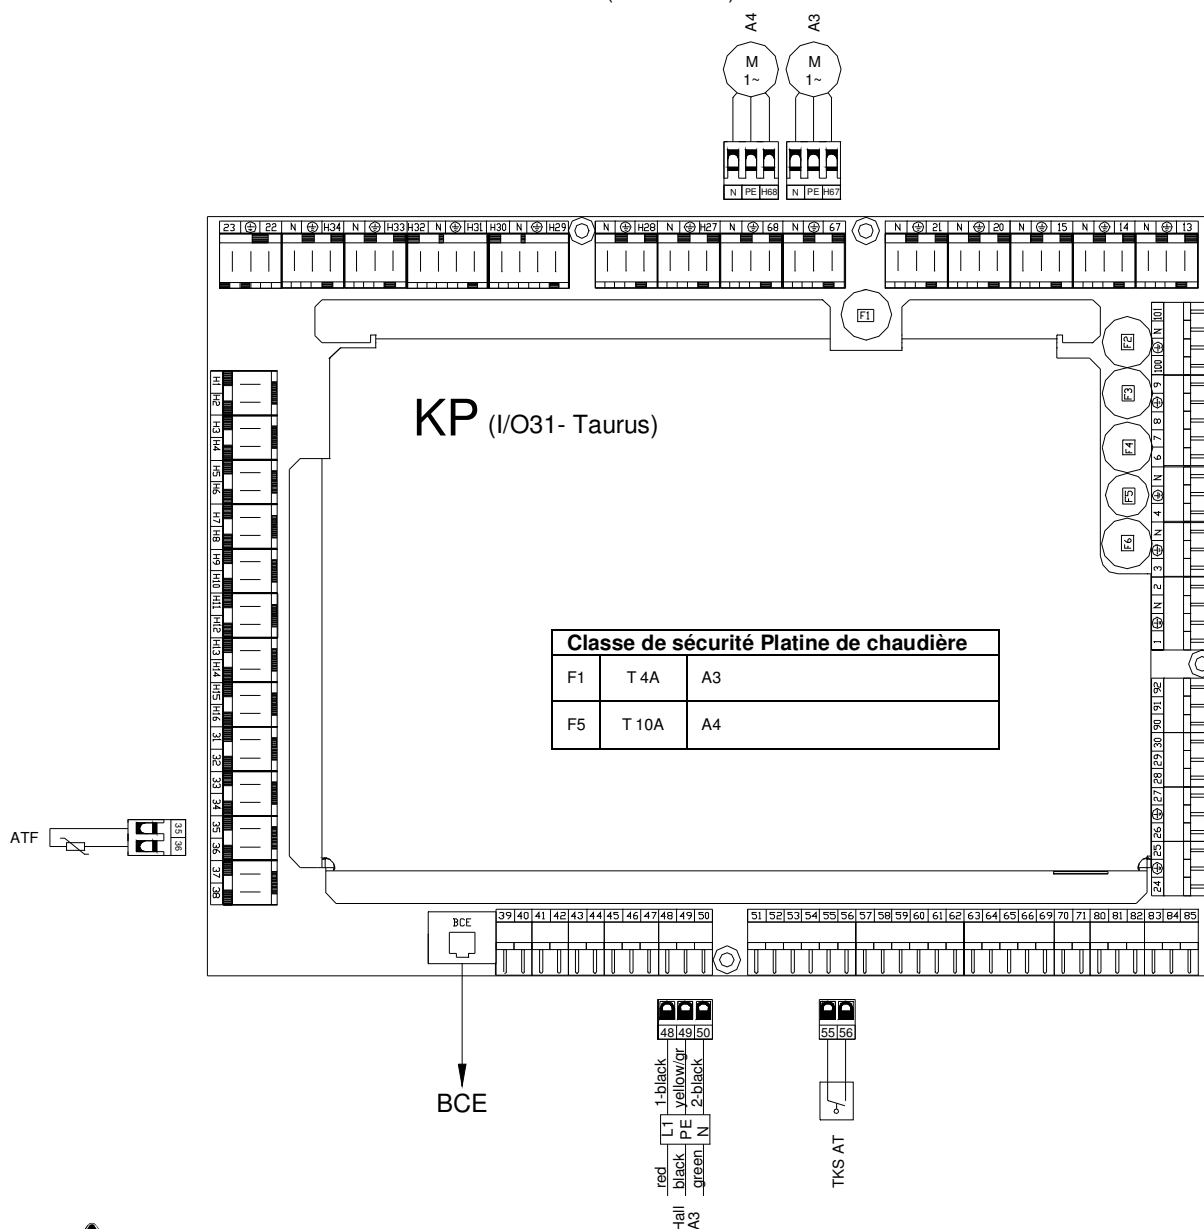 A4
A3
M
1~
M
1~
N PE H68
N PE H67
23 22 N H34 N H33 H32 N H31 H30 N H29
N H28 N H27 N 68 N 67
N 21 N 20 N 15 N 14 N 13
F1
F2
F3
F4
F5
F6
101 N 100 9 8 7 6 N 4 N 3 2 N 1
92 91 90 30 29 28 27 26 25 24
KP (I/O31- Taurus)
H1
H2
H3
H4
H5
H6
H7
H8
H9
H10
H11
H12
H13
H14
H15
H16
31
32
33
34
35
36
37
38
Classe de sécurité Platine de chaudière
F1 T 4A A3
F5 T 10A A4
ATF
35
36
BCE
39 40 41 42 43 44 45 46 47 48 49 50
51 52 53 54 55 56 57 58 59 60 61 62 63 64 65 66 69 70 71 80 81 82 83 84 85
BCE
48 49 50
1-black
yellow/gr
2-black
L1
PE
N
red
black
green
Hall
A3
55 56
TKS AT